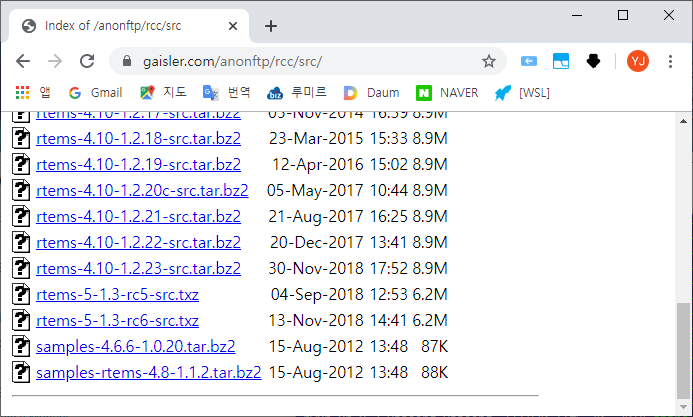 Index of /anonftp/rcc/src
gaisler.com/anonftp/rcc/src/
YJ
앱 Gmail 지도 번역 biz 루미르 Daum NAVER [WSL]
rtems-4.10-1.2.17-src.tar.bz2 03-Nov-2014 16:39 8.9M
rtems-4.10-1.2.18-src.tar.bz2 23-Mar-2015 15:33 8.9M
rtems-4.10-1.2.19-src.tar.bz2 12-Apr-2016 15:02 8.9M
rtems-4.10-1.2.20c-src.tar.bz2 05-May-2017 10:44 8.9M
rtems-4.10-1.2.21-src.tar.bz2 21-Aug-2017 16:25 8.9M
rtems-4.10-1.2.22-src.tar.bz2 20-Dec-2017 13:41 8.9M
rtems-4.10-1.2.23-src.tar.bz2 30-Nov-2018 17:52 8.9M
rtems-5-1.3-rc5-src.txz 04-Sep-2018 12:53 6.2M
rtems-5-1.3-rc6-src.txz 13-Nov-2018 14:41 6.2M
samples-4.6.6-1.0.20.tar.bz2 15-Aug-2012 13:48 87K
samples-rtems-4.8-1.1.2.tar.bz2 15-Aug-2012 13:48 88K